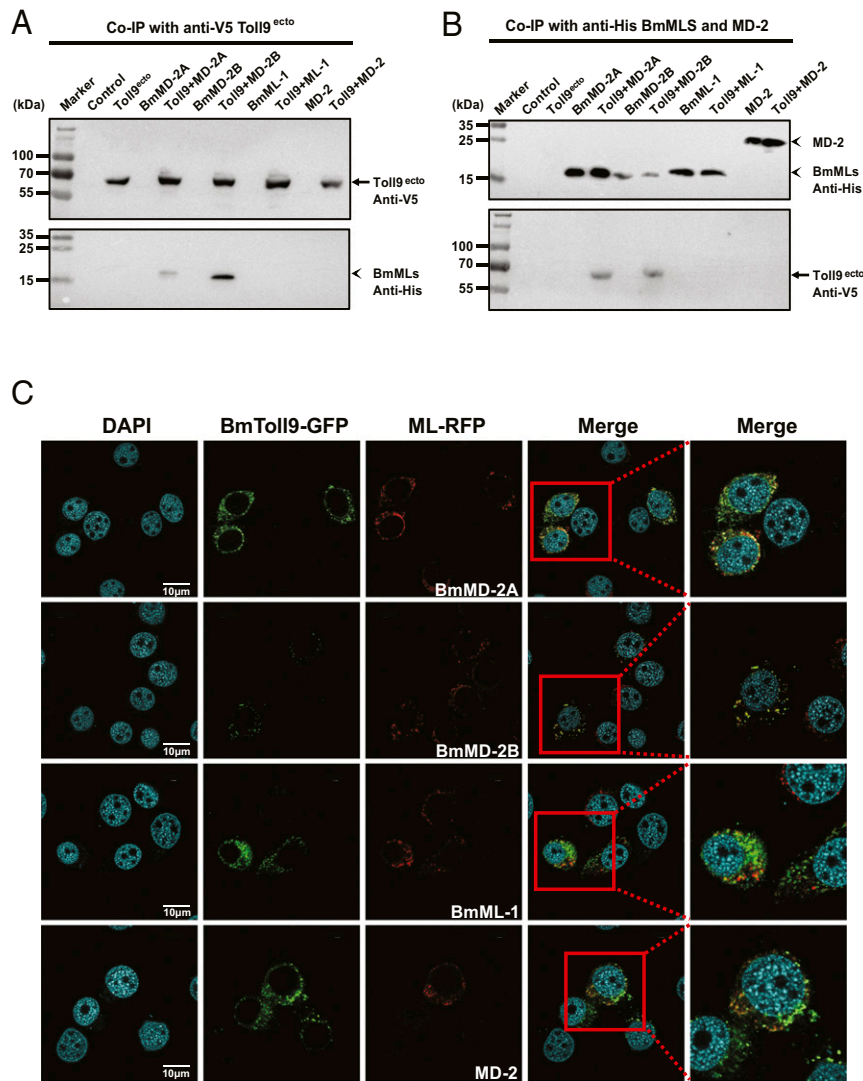 A
Co-IP with anti-V5 Toll9ecto
(kDa)
Marker
Control
Toll9ecto
BmMD-2A
Toll9+MD-2A
BmMD-2B
Toll9+MD-2B
BmML-1
Toll9+ML-1
MD-2
Toll9+MD-2
100
70
55
Toll9ecto
Anti-V5
35
25
15
BmMLs
Anti-His
B
Co-IP with anti-His BmMLS and MD-2
(kDa)
Marker
Control
Toll9ecto
BmMD-2A
Toll9+MD-2A
BmMD-2B
Toll9+MD-2B
BmML-1
Toll9+ML-1
MD-2
Toll9+MD-2
35
25
15
MD-2
BmMLs
Anti-His
100
70
55
Toll9ecto
Anti-V5
C
DAPI BmToll9-GFP ML-RFP Merge Merge
10μm
BmMD-2A
10μm
BmMD-2B
10μm
BmML-1
10μm
MD-2